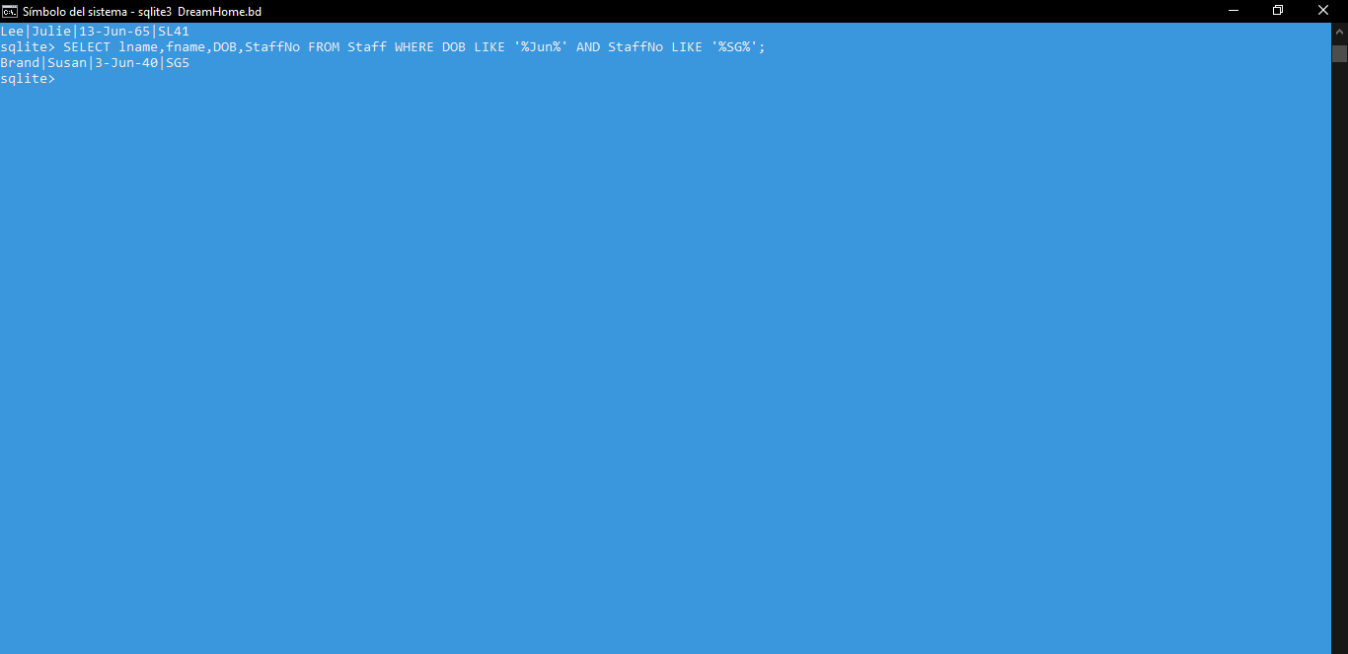 Símbolo del sistema - sqlite3 DreamHome.bd
Lee|Julie|13-Jun-65|SL41
sqlite> SELECT lname,fname,DOB,StaffNo FROM Staff WHERE DOB LIKE '%Jun%' AND StaffNo LIKE '%SG%';
Brand|Susan|3-Jun-40|SG5
sqlite>